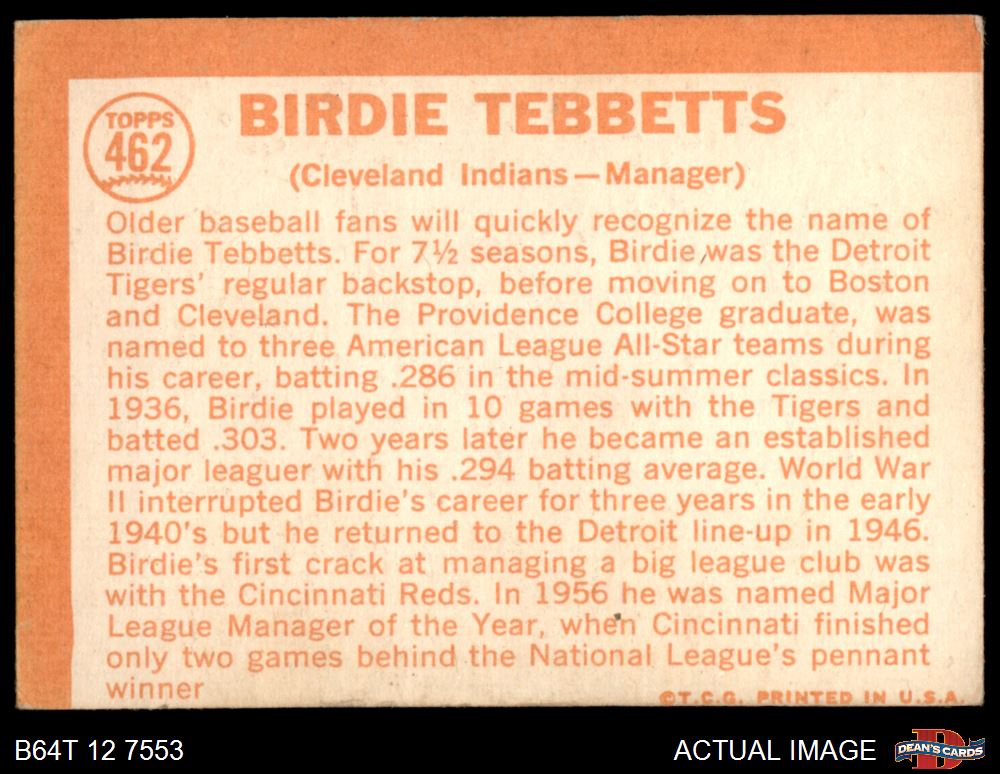 TOPPS
462
BIRDIE TEBBETTS
(Cleveland Indians — Manager)
Older baseball fans will quickly recognize the name of
Birdie Tebbetts. For 7½ seasons, Birdie was the Detroit
Tigers' regular backstop, before moving on to Boston
and Cleveland. The Providence College graduate, was
named to three American League All-Star teams during
his career, batting .286 in the mid-summer classics. In
1936, Birdie played in 10 games with the Tigers and
batted .303. Two years later he became an established
major leaguer with his .294 batting average. World War
II interrupted Birdie's career for three years in the early
1940's but he returned to the Detroit line-up in 1946.
Birdie's first crack at managing a big league club was
with the Cincinnati Reds. In 1956 he was named Major
League Manager of the Year, when Cincinnati finished
only two games behind the National League's pennant
winner
©T.C.G. PRINTED IN U.S.A.
B64T 12 7553
ACTUAL IMAGE
D
DEAN'S CARDS